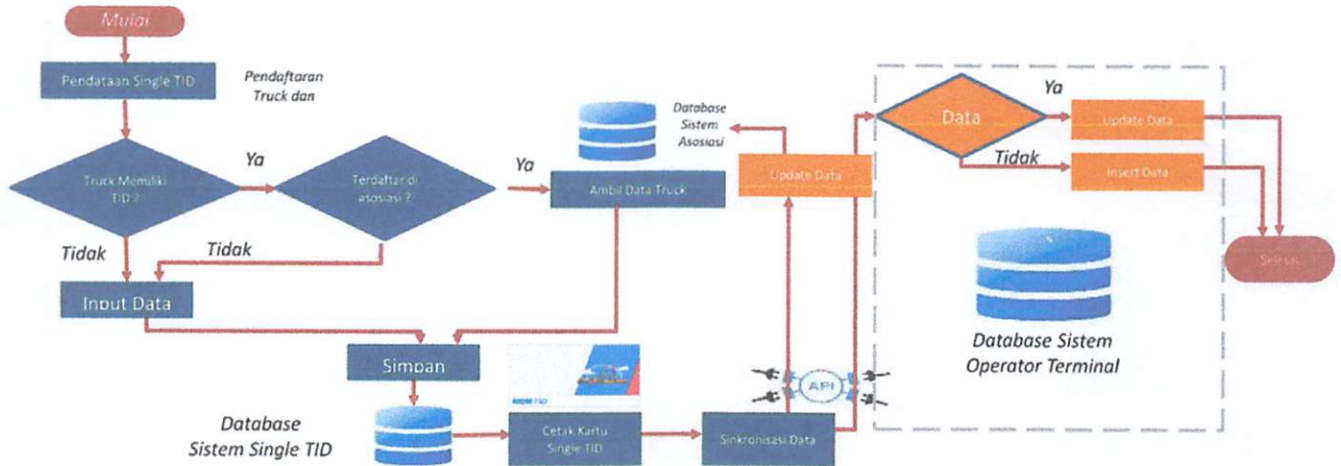 Mulai
Pendataan Single TID
Pendaftaran
Truck dan
Truck Memiliki
TID ?
Ya
Terdaftar di
asosiasi ?
Ya
Ambil Data Truck
Database
Sistem
Asosiasi
Tidak
Tidak
Input Data
Simpan
Database
Sistem Single TID
Cetak Kartu
Single TID
Sinkronisasi Data
API
Update Data
Data
Ya
Update Data
Tidak
Insert Data
Database Sistem
Operator Terminal
Selesai